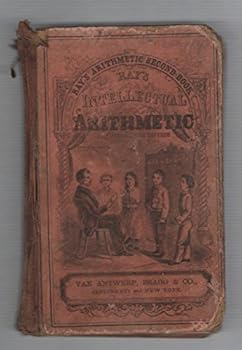 RAY'S ARITHMETIC SECOND BOOK
RAY'S
INTELLECTUAL
ARITHMETIC
VAN ANTWERP, BRAGG & CO.,
CINCINNATI AND NEW YORK.